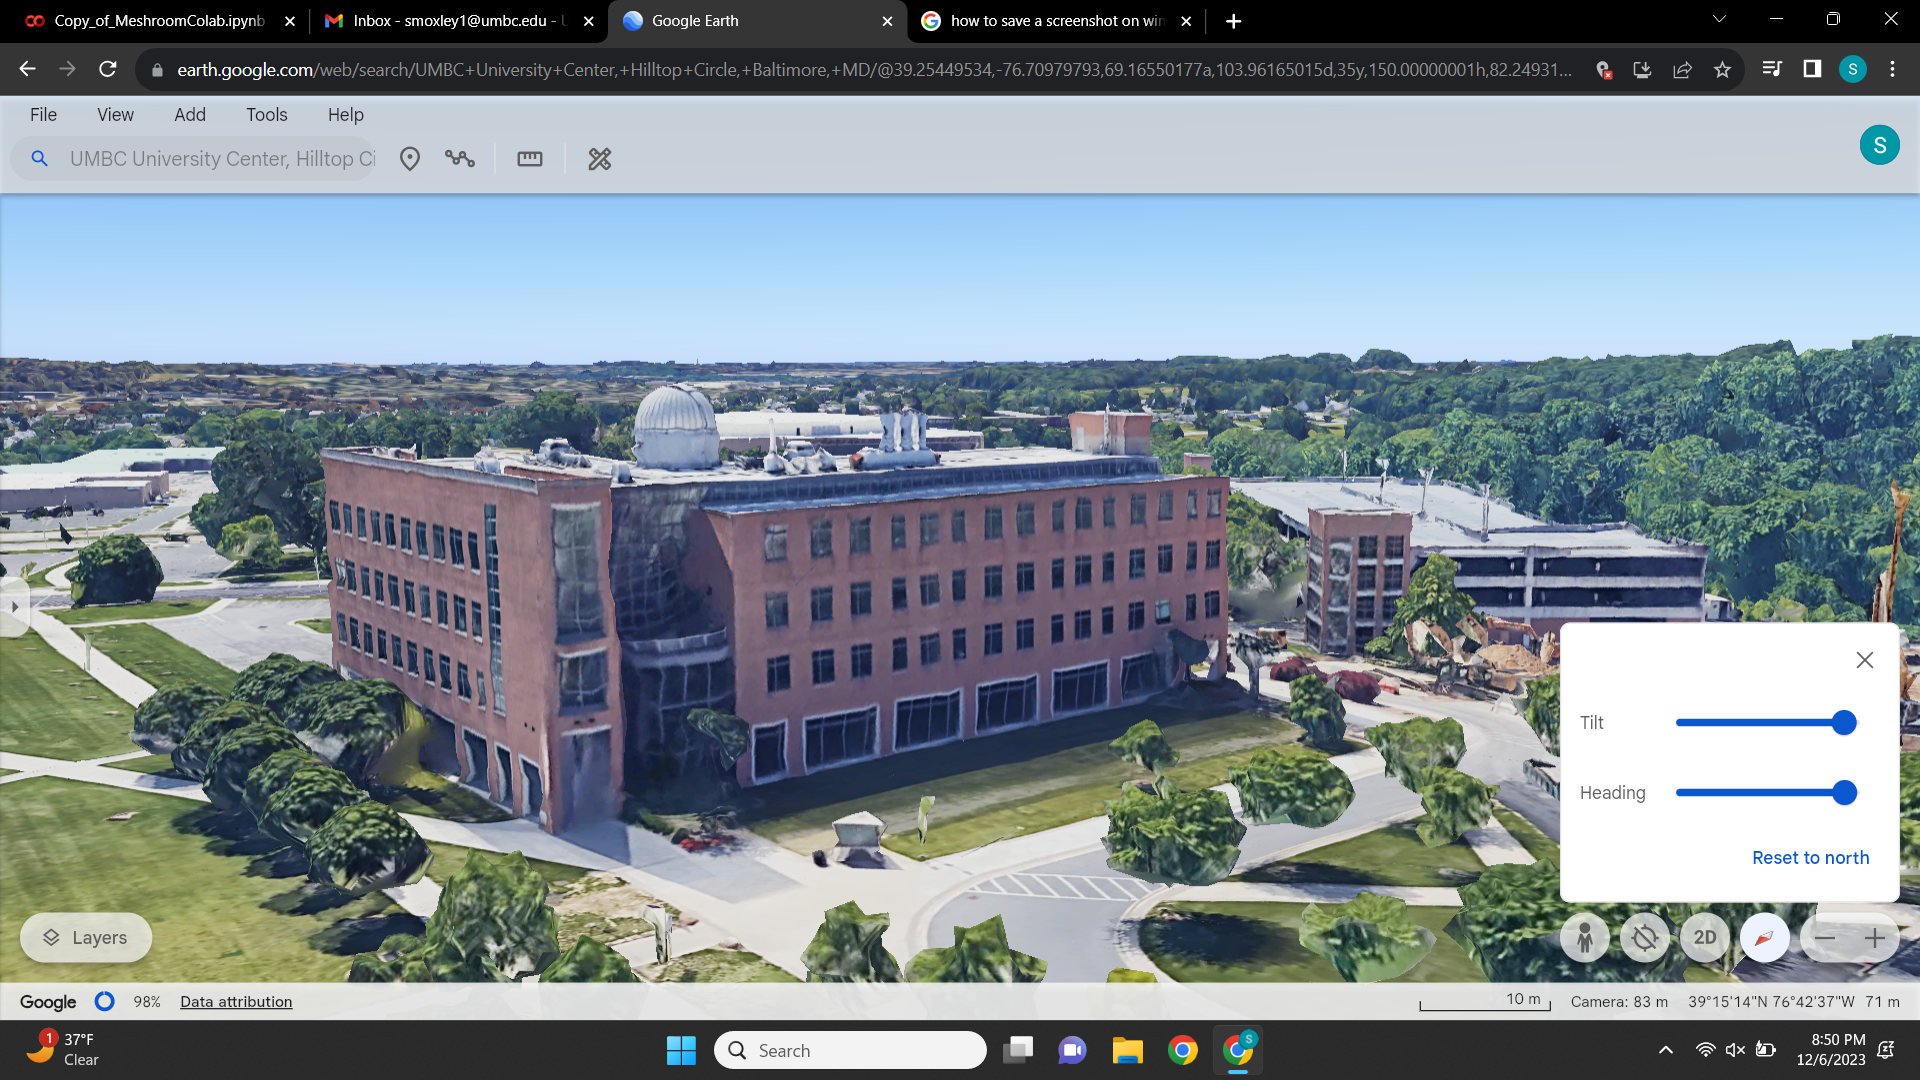 Copy_of_MeshroomColab.ipynb
Inbox - smoxley1@umbc.edu - U
Google Earth
how to save a screenshot on win
earth.google.com/web/search/UMBC+University+Center,+Hilltop+Circle,+Baltimore,+MD/@39.25449534,-76.70979793,69.16550177a,103.96165015d,35y,150.00000001h,82.24931...
S
File View Add Tools Help
UMBC University Center, Hilltop Ci
S
Tilt
Heading
Reset to north
Layers
2D
Google 98% Data attribution
10 m Camera: 83 m 39°15'14"N 76°42'37"W 71 m
1
37°F
Clear
Search
S
8:50 PM
12/6/2023